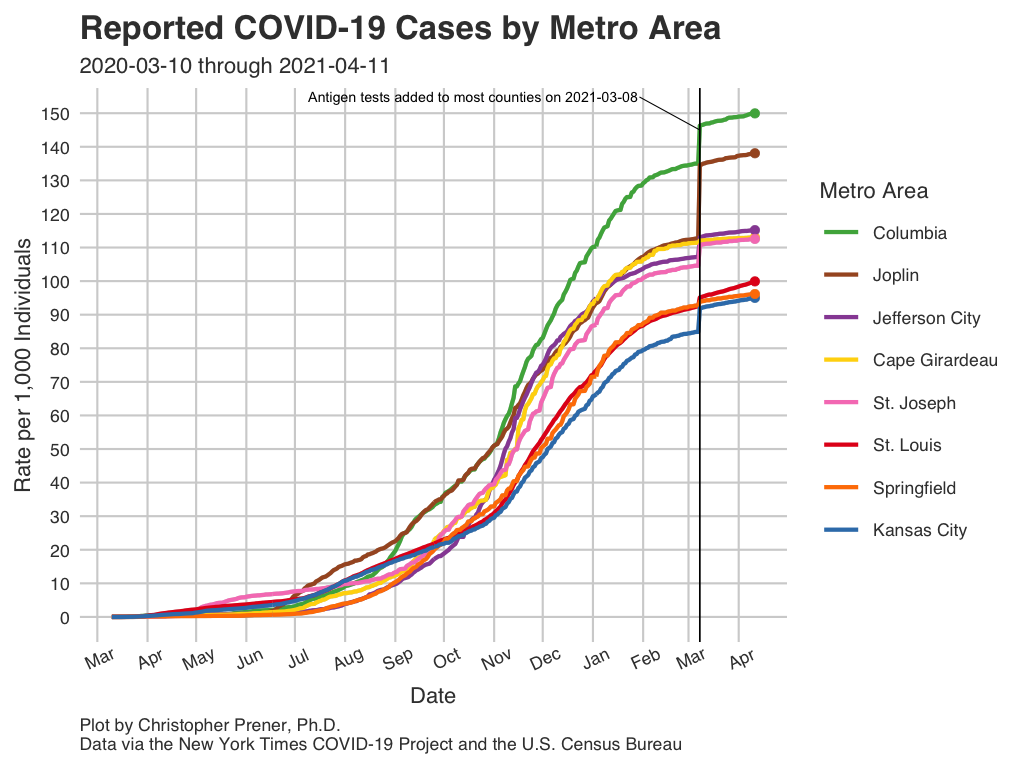 Reported COVID-19 Cases by Metro Area
2020-03-10 through 2021-04-11
Antigen tests added to most counties on 2021-03-08
150
140
130
120
110
100
90
80
70
60
50
40
30
20
10
0
Rate per 1,000 Individuals
Mar Apr May Jun Jul Aug Sep Oct Nov Dec Jan Feb Mar Apr
Date
Metro Area
Columbia
Joplin
Jefferson City
Cape Girardeau
St. Joseph
St. Louis
Springfield
Kansas City
Plot by Christopher Prener, Ph.D.
Data via the New York Times COVID-19 Project and the U.S. Census Bureau